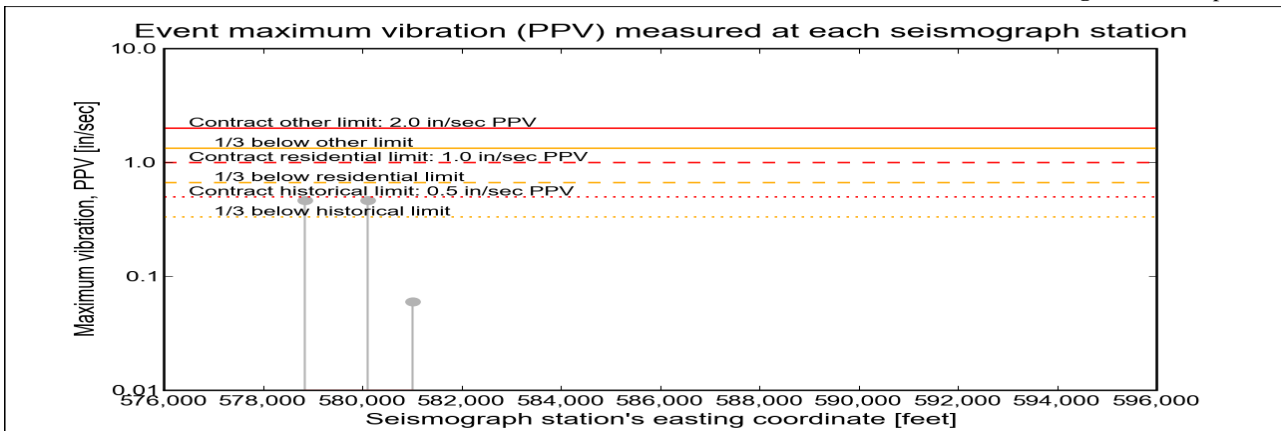 Event maximum vibration (PPV) measured at each seismograph station
10.0
Contract other limit: 2.0 in/sec PPV
1/3 below other limit
Contract residential limit: 1.0 in/sec PPV
1.0
1/3 below residential limit
Contract historical limit; 0.5 in/sec PPV
1/3 below historical limit
0.1
0.01
Maximum vibration, PPV [in/sec]
576,000 578,000 580,000 582,000 584,000 586,000 588,000 590,000 592,000 594,000 596,000
Seismograph station's easting coordinate [feet]